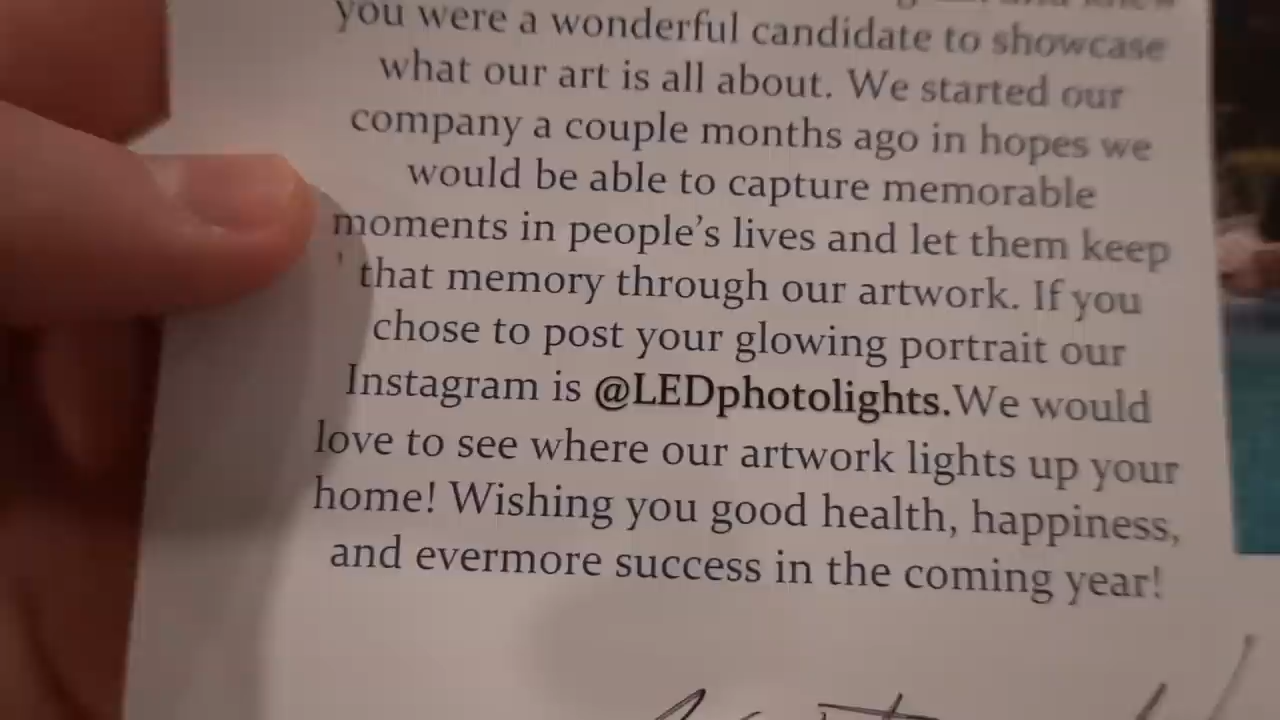 you were a wonderful candidate to showcase
what our art is all about. We started our
company a couple months ago in hopes we
would be able to capture memorable
moments in people's lives and let them keep
that memory through our artwork. If you
chose to post your glowing portrait our
Instagram is @LEDphotolights.We would
love to see where our artwork lights up your
home! Wishing you good health, happiness,
and evermore success in the coming year!